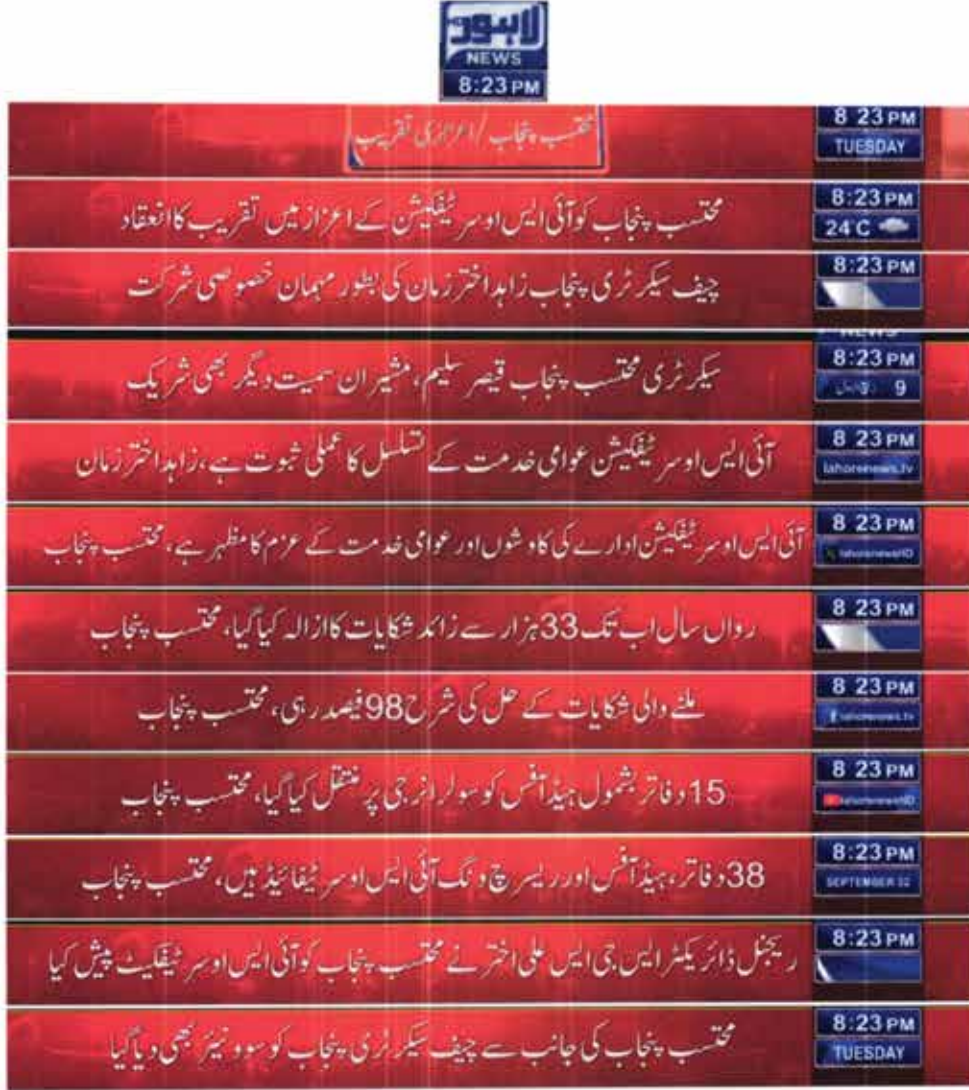 لاہور
NEWS
8:23 PM
محتسب پنجاب/اعزازی تقریب
8 23 PM
TUESDAY
محتسب پنجاب کو آئی ایس او سرٹیفکیشن کے اعزاز میں تقریب کا انعقاد
8:23 PM
24°C
چیف سیکرٹری پنجاب زاہد اختر زمان کی بطور مہمان خصوصی شرکت
8:23 PM
NEWS
سیکرٹری محتسب پنجاب قیصر سلیم، مشیران سمیت دیگر بھی شریک
8:23 PM
9
آئی ایس او سرٹیفکیشن عوامی خدمت کے تسلسل کا عملی ثبوت ہے، زاہد اختر زمان
8 23 PM
lahorenews.tv
آئی ایس او سرٹیفکیشن ادارے کی کاوشوں اور عوامی خدمت کے عزم کا مظہر ہے، محتسب پنجاب
8 23 PM
lahorenewsHD
رواں سال اب تک 33 ہزار سے زائد شکایات کا ازالہ کیا گیا، محتسب پنجاب
8 23 PM
ملنے والی شکایات کے حل کی شرح 98 فیصد رہی، محتسب پنجاب
8 23 PM
lahorenews.tv
15 دفاتر بشمول ہیڈ آفس کو سولر انرجی پر منتقل کیا گیا، محتسب پنجاب
8 23 PM
lahorenewsHD
38 دفاتر، ہیڈ آفس اور ریسرچ ونگ آئی ایس او سرٹیفائیڈ ہیں، محتسب پنجاب
8:23 PM
SEPTEMBER
ریجنل ڈائریکٹر ایس جی ایس علی اختر نے محتسب پنجاب کو آئی ایس او سرٹیفکیٹ پیش کیا
8:23 PM
محتسب پنجاب کی جانب سے چیف سیکرٹری پنجاب کو سووینئر بھی دیا گیا
8:23 PM
TUESDAY